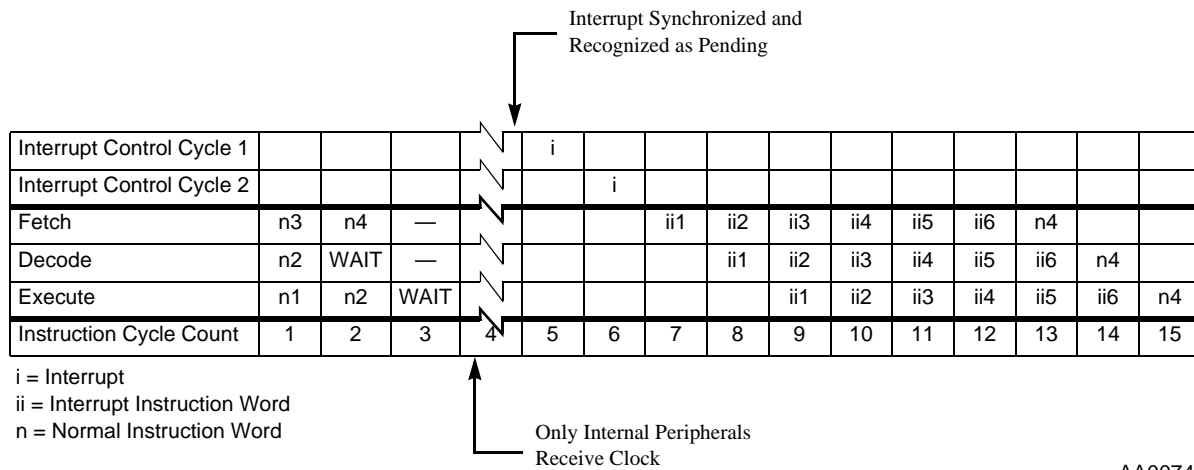 Interrupt Synchronized and
Recognized as Pending
Interrupt Control Cycle 1 i
Interrupt Control Cycle 2 i
Fetch n3 n4 — ii1 ii2 ii3 ii4 ii5 ii6 n4
Decode n2 WAIT — ii1 ii2 ii3 ii4 ii5 ii6 n4
Execute n1 n2 WAIT ii1 ii2 ii3 ii4 ii5 ii6 n4
Instruction Cycle Count 1 2 3 4 5 6 7 8 9 10 11 12 13 14 15
i = Interrupt
ii = Interrupt Instruction Word
n = Normal Instruction Word
Only Internal Peripherals
Receive Clock